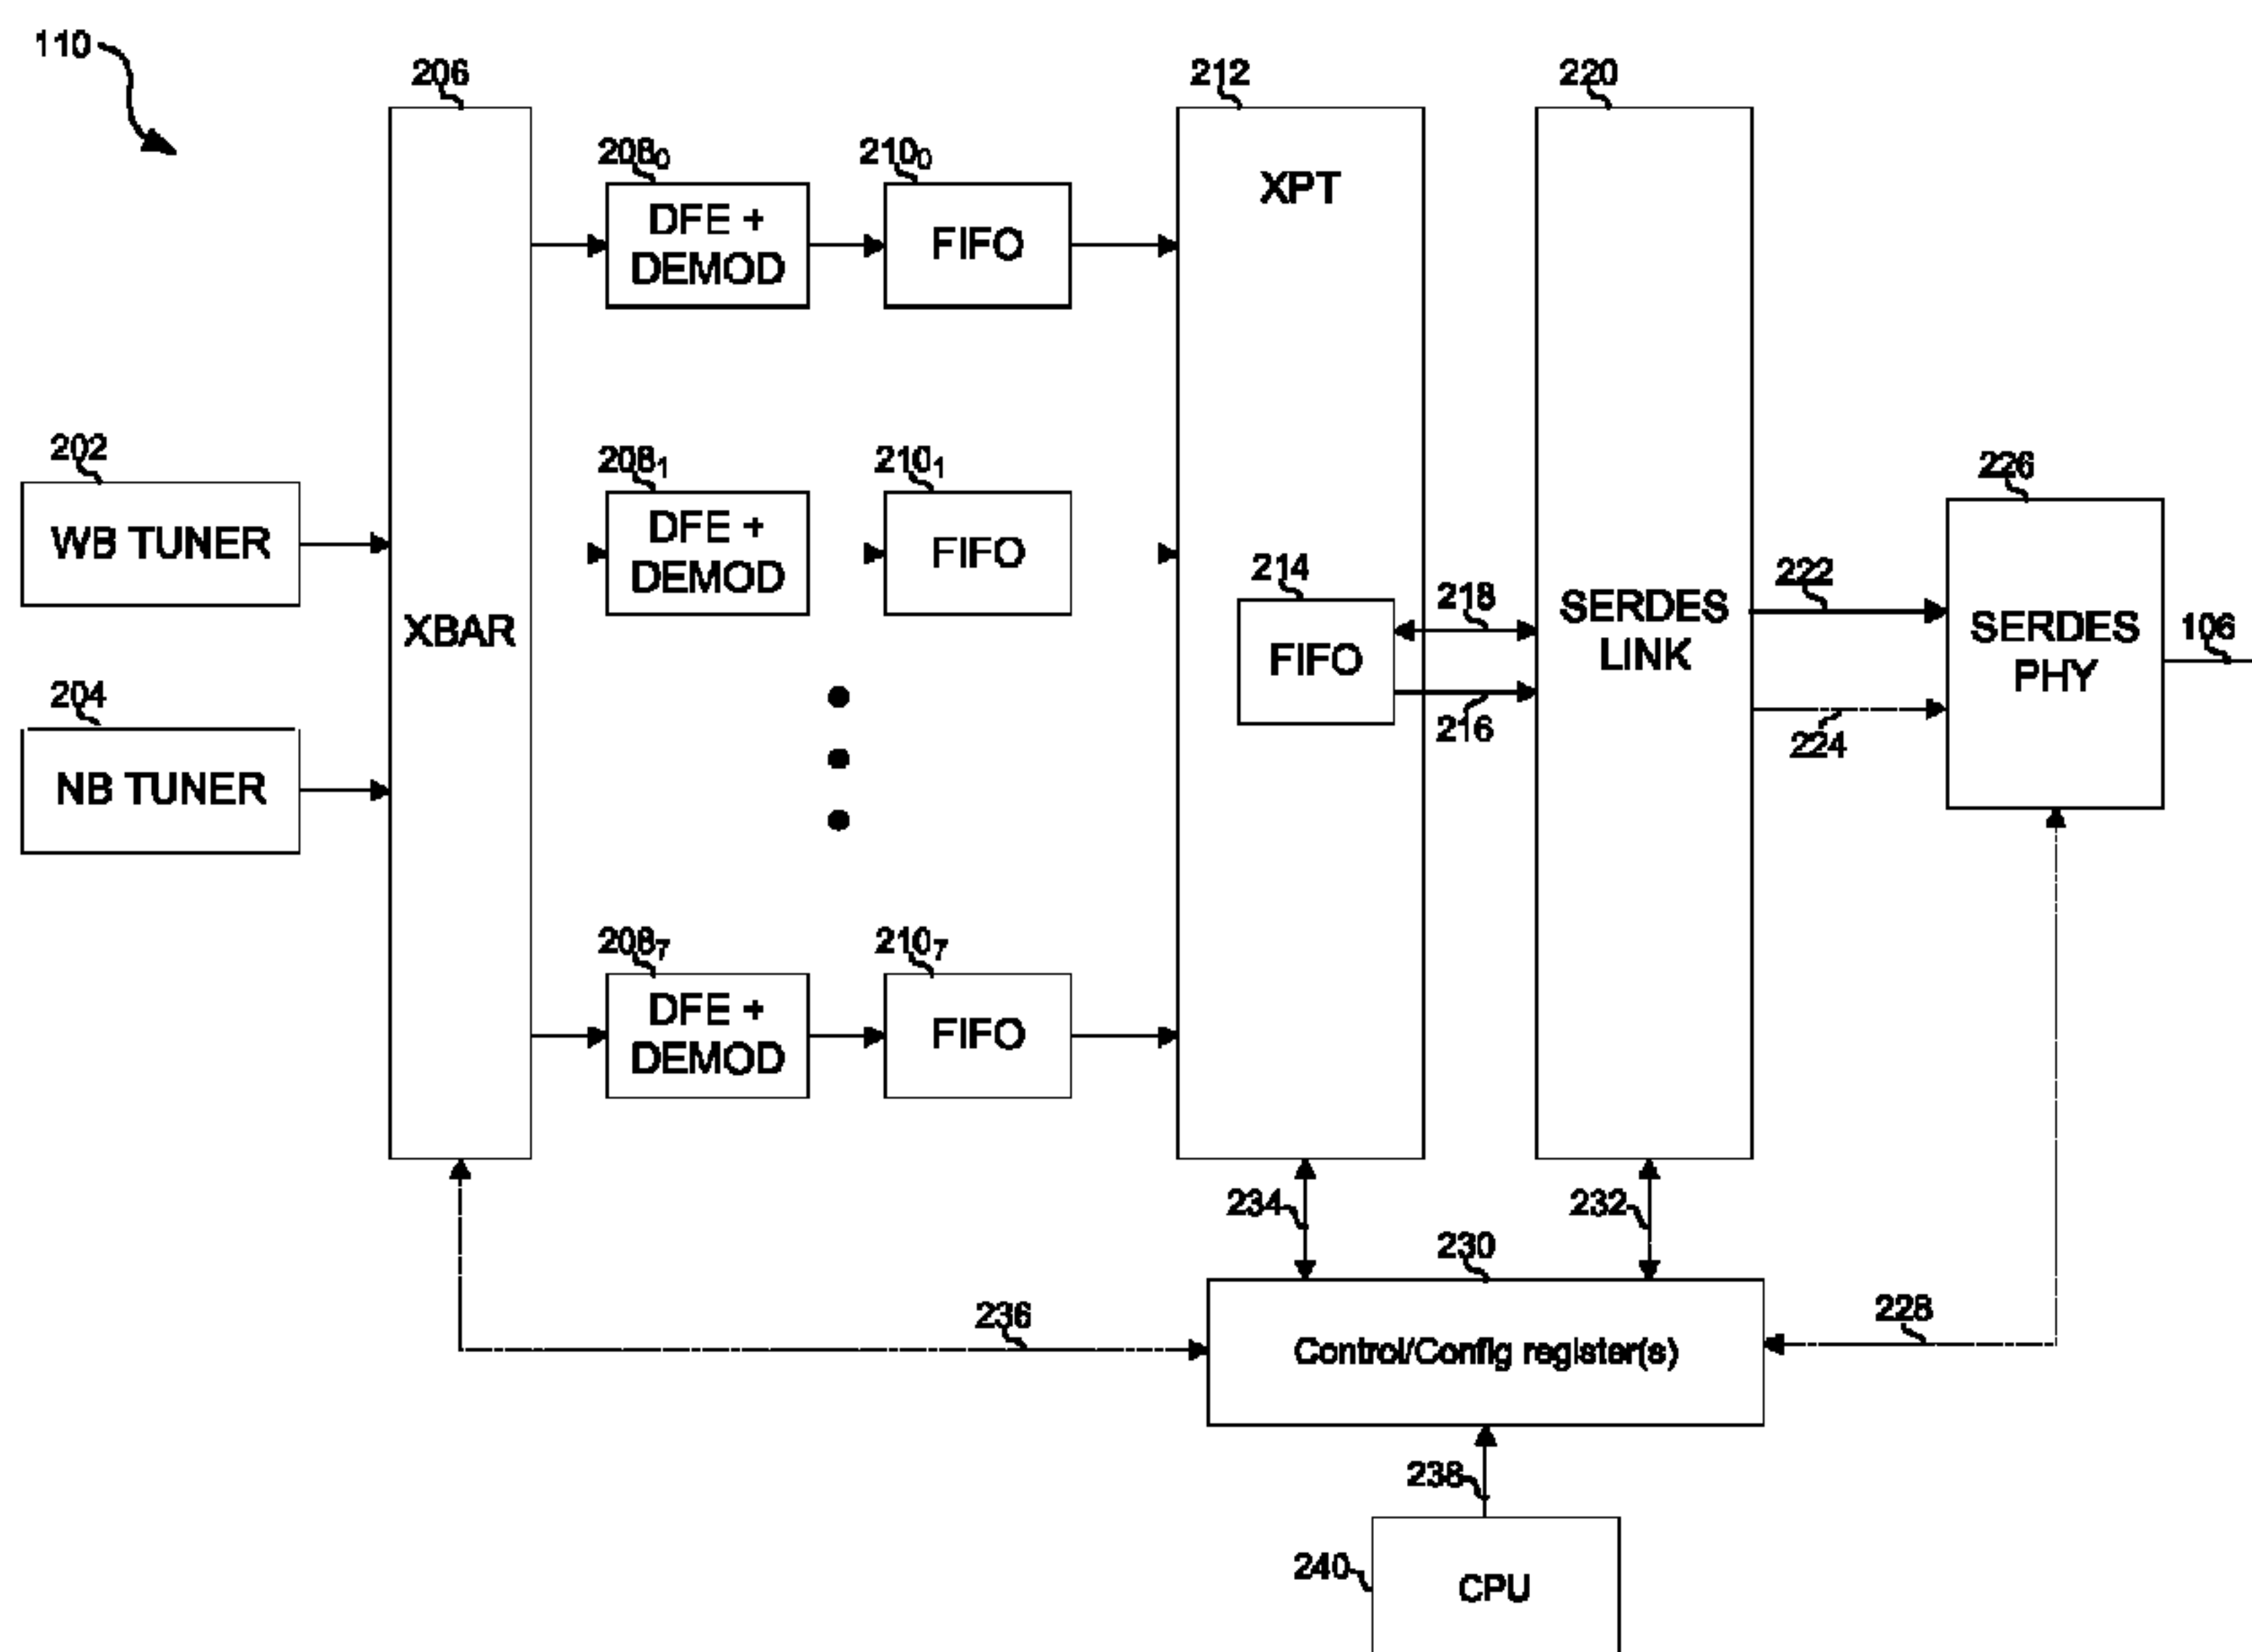 110
206
212
220
208₀
210₀
DFE +
DEMOD
FIFO
XPT
202
WB TUNER
208₁
210₁
DFE +
DEMOD
FIFO
XBAR
214
FIFO
218
216
SERDES
LINK
222
224
226
SERDES
PHY
106
204
NB TUNER
208₇
210₇
DFE +
DEMOD
FIFO
234
232
230
236
Control/Config register(s)
228
238
240
CPU